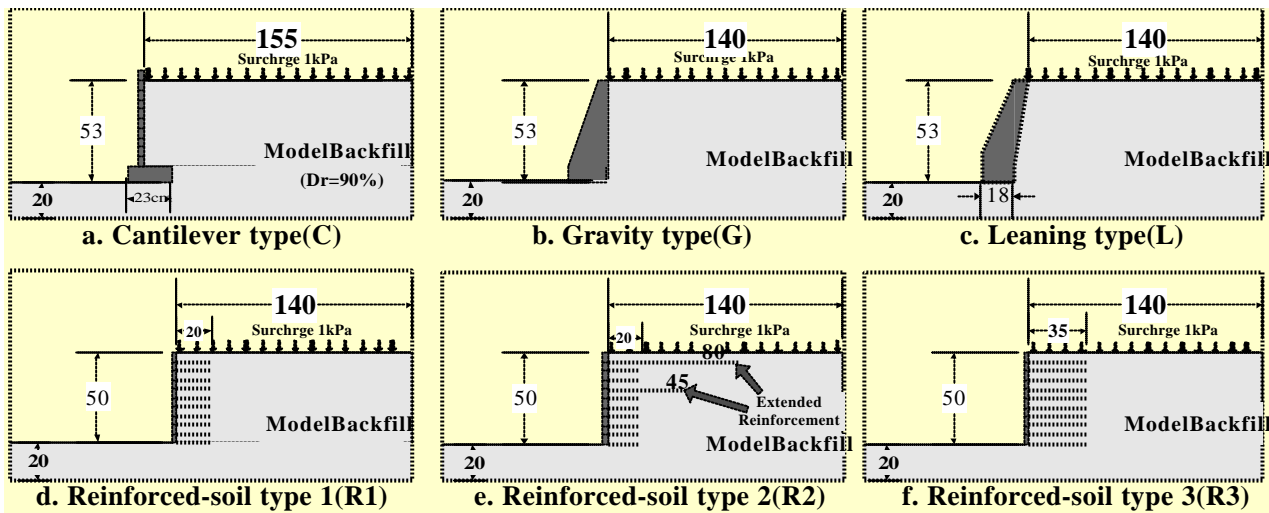 155
Surchrge 1kPa
53
ModelBackfill
(Dr=90%)
20
23cm
a. Cantilever type(C)
140
Surchrge 1kPa
53
ModelBackfill
20
b. Gravity type(G)
140
Surchrge 1kPa
53
ModelBackfill
20
18
c. Leaning type(L)
140
20
Surchrge 1kPa
50
ModelBackfill
20
d. Reinforced-soil type 1(R1)
140
20
Surchrge 1kPa
80
45
50
Extended
Reinforcement
ModelBackfill
20
e. Reinforced-soil type 2(R2)
140
35
Surchrge 1kPa
50
ModelBackfill
20
f. Reinforced-soil type 3(R3)